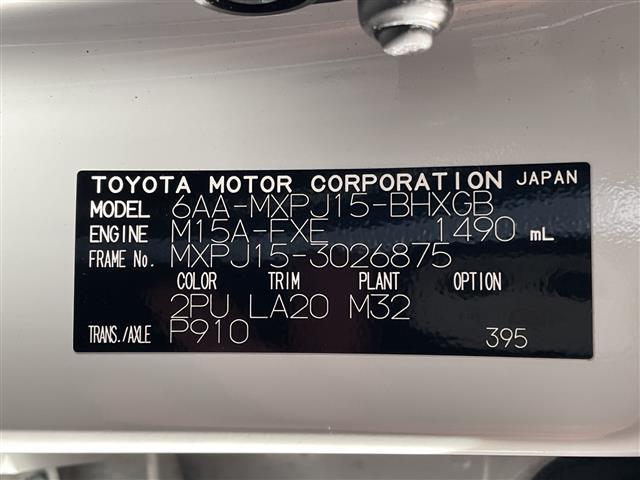 TOYOTA MOTOR CORPORATION JAPAN
MODEL 6AA-MXPJ15-BHXGB
ENGINE M15A-FXE 1490 mL
FRAME No. MXPJ15-3026875
COLOR TRIM PLANT OPTION
2PU LA20 M32
TRANS./AXLE P910 395